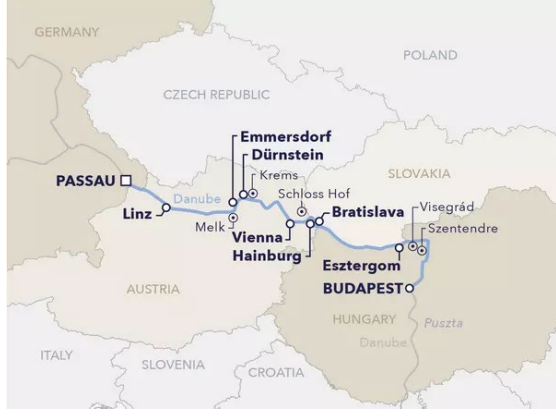 GERMANY
POLAND
CZECH REPUBLIC
Emmersdorf
Dürnstein
Krems
SLOVAKIA
PASSAU
Danube
Schloss Hof
Linz
Melk
Bratislava
Visegrád
Szentendre
Vienna
Hainburg
Esztergom
AUSTRIA
BUDAPEST
HUNGARY
Puszta
Danube
ITALY
SLOVENIA
CROATIA